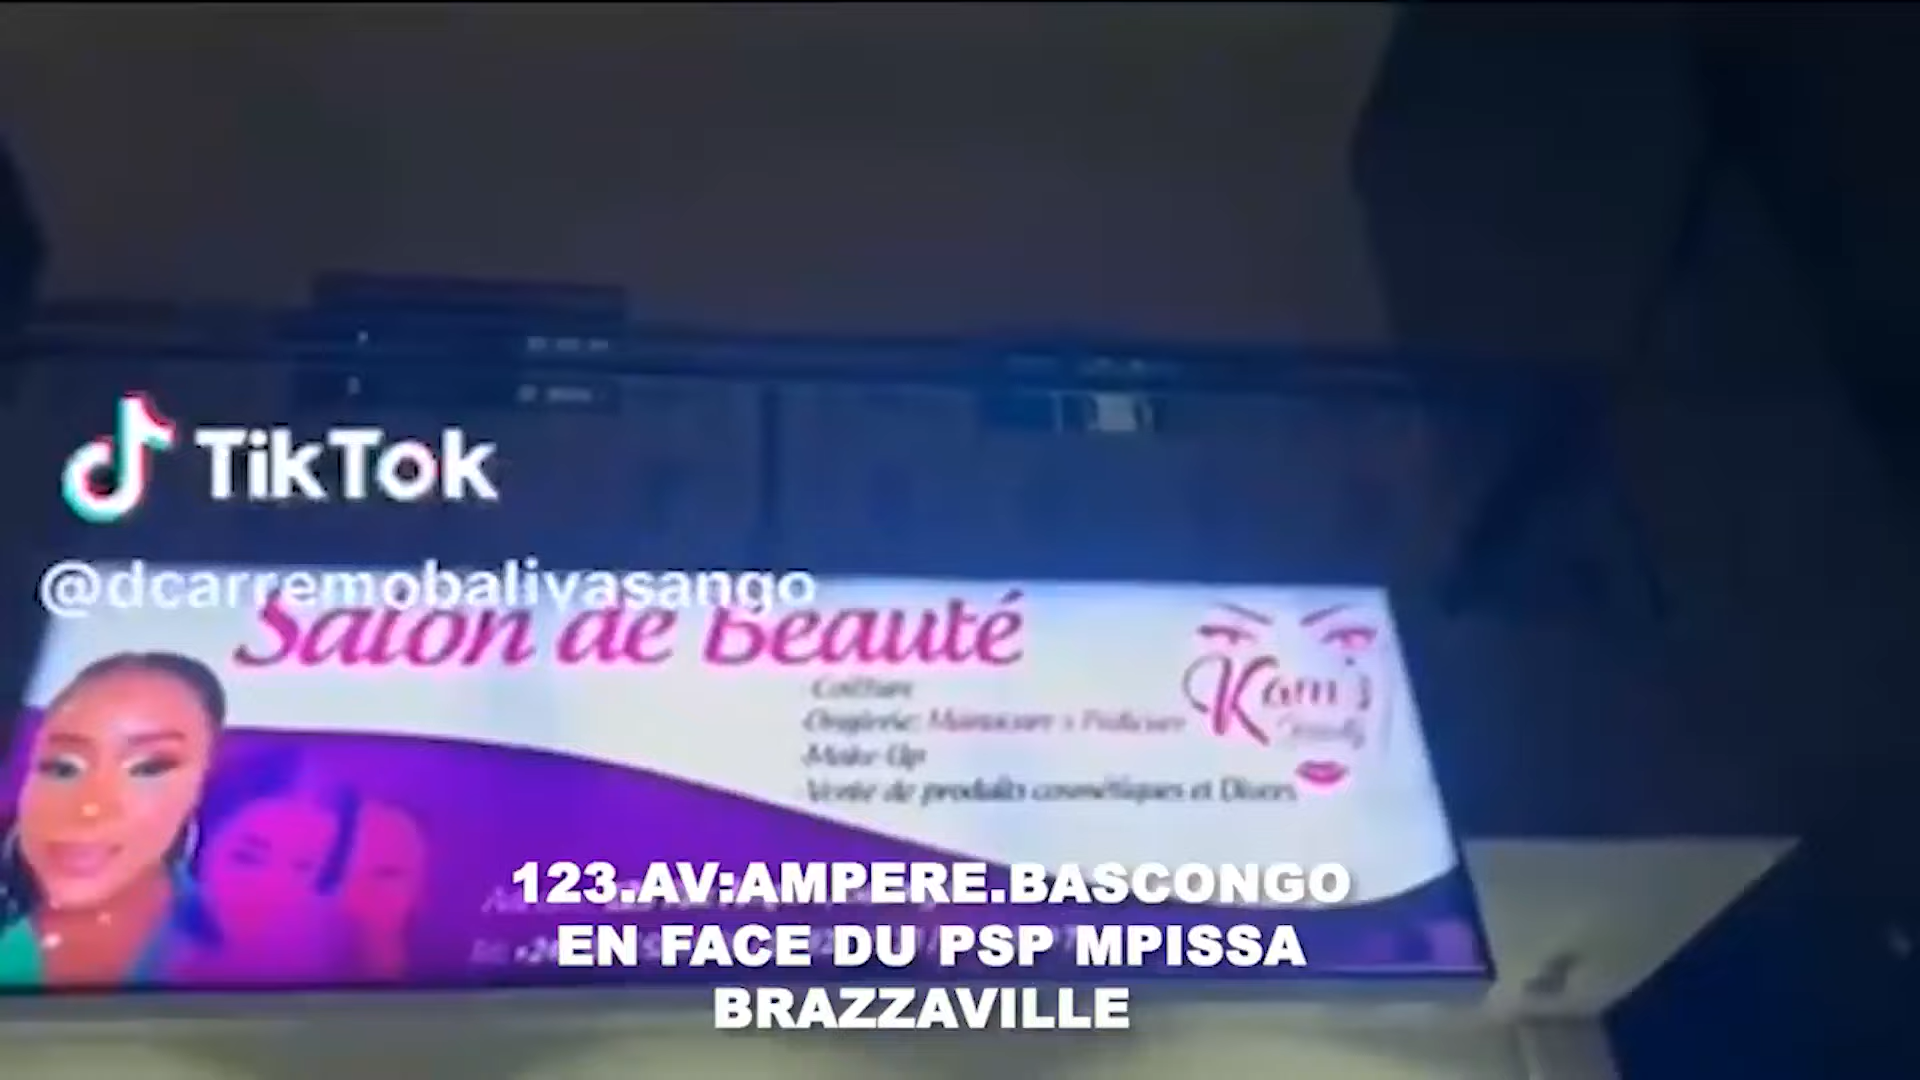 TikTok
@dcarremobalivasango
Salon de Beauté
Coiffure
Onglerie: Manucure + Pédicure
Make-Up
Vente de produits cosmétiques et Divers
Kam's
123.AV:AMPERE.BASCONGO
EN FACE DU PSP MPISSA
BRAZZAVILLE